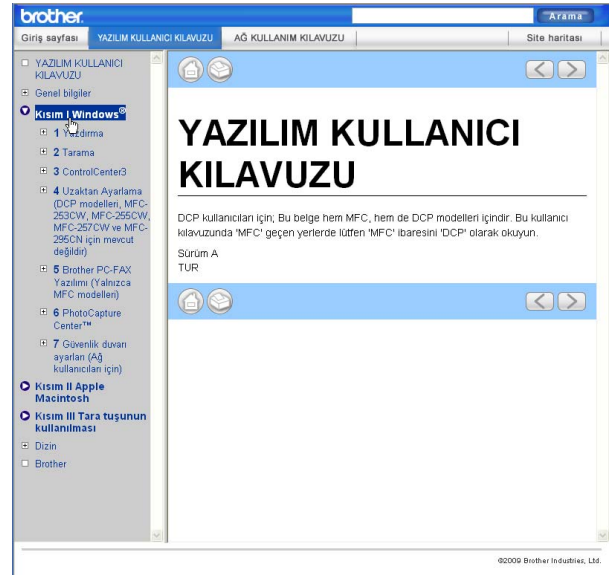 brother.
Arama
Giriş sayfası
YAZILIM KULLANICI KILAVUZU
AĞ KULLANIM KILAVUZU
Site haritası
YAZILIM KULLANICI
KILAVUZU
Genel bilgiler
Kısım I Windows®
1 Yazdırma
2 Tarama
3 ControlCenter3
4 Uzaktan Ayarlama
(DCP modelleri, MFC-
253CW, MFC-255CW,
MFC-257CW ve MFC-
295CN için mevcut
değildir)
5 Brother PC-FAX
Yazılımı (Yalnızca
MFC modelleri)
6 PhotoCapture
Center™
7 Güvenlik duvarı
ayarları (Ağ
kullanıcıları için)
Kısım II Apple
Macintosh
Kısım III Tara tuşunun
kullanılması
Dizin
Brother
YAZILIM KULLANICI
KILAVUZU
DCP kullanıcıları için; Bu belge hem MFC, hem de DCP modelleri içindir. Bu kullanıcı
kılavuzunda 'MFC' geçen yerlerde lütfen 'MFC' ibaresini 'DCP' olarak okuyun.
Sürüm A
TUR
©2009 Brother Industries, Ltd.